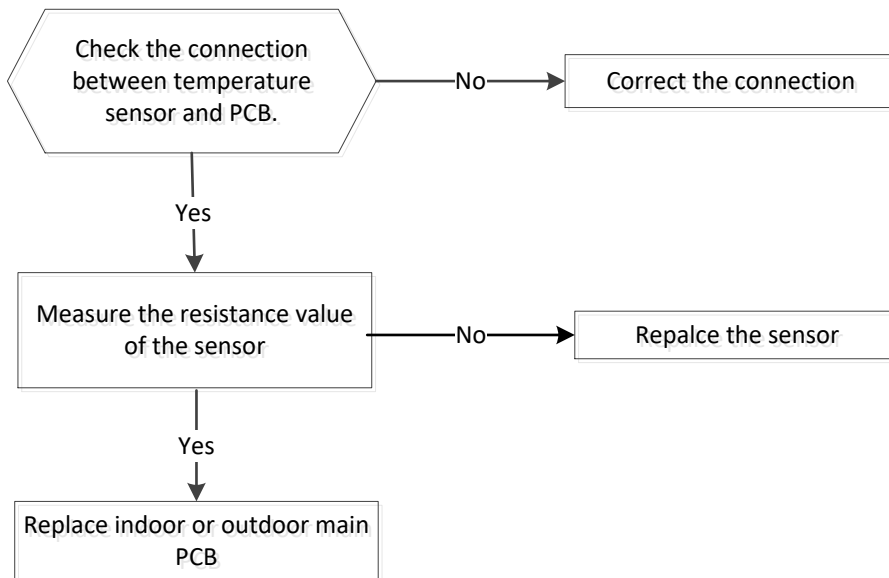 Check the connection
between temperature
sensor and PCB.
No
Correct the connection
Yes
Measure the resistance value
of the sensor
No
Repalce the sensor
Yes
Replace indoor or outdoor main
PCB